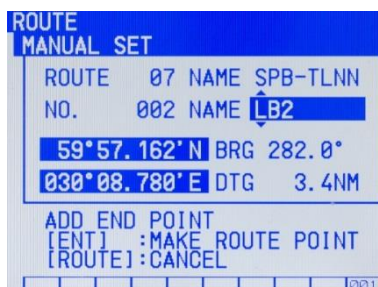 ROUTE
MANUAL SET
ROUTE 07 NAME SPB-TLNN
NO. 002 NAME LB2
59°57.162'N BRG 282.0°
030°08.780'E DTG 3.4NM
ADD END POINT
[ENT] :MAKE ROUTE POINT
[ROUTE]:CANCEL
001